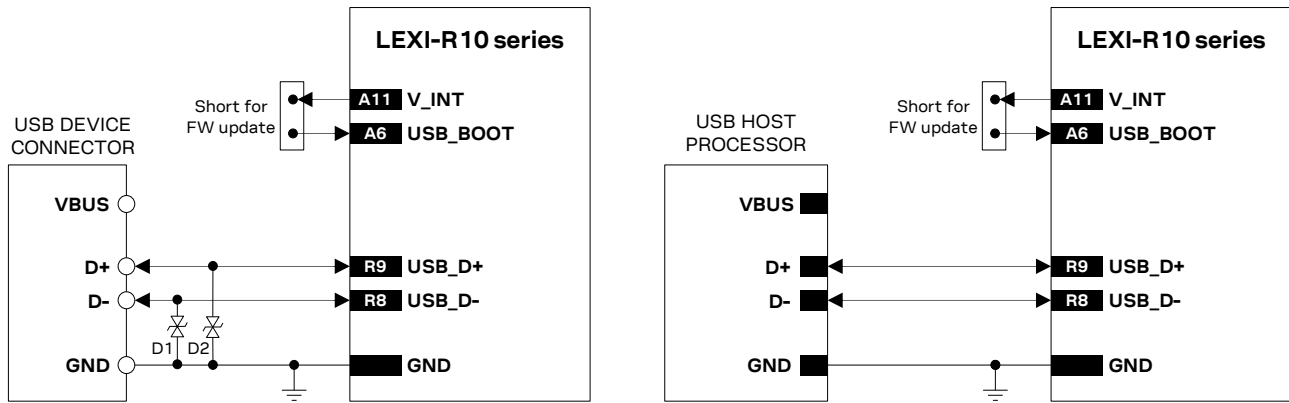 LEXI-R10 series
A11 V_INT
Short for
FW update
A6 USB_BOOT
USB DEVICE
CONNECTOR
VBUS
D+
R9 USB_D+
D-
R8 USB_D-
D1 D2
GND
GND
LEXI-R10 series
A11 V_INT
Short for
FW update
A6 USB_BOOT
USB HOST
PROCESSOR
VBUS
D+
R9 USB_D+
D-
R8 USB_D-
GND
GND